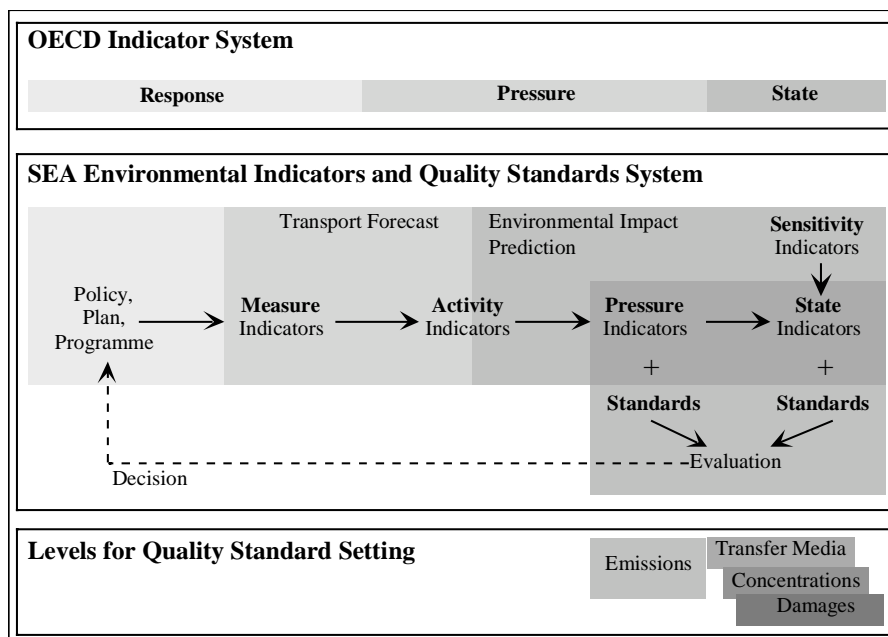 OECD Indicator System
Response Pressure State
SEA Environmental Indicators and Quality Standards System
Transport Forecast
Environmental Impact
Prediction
Sensitivity
Indicators
Policy,
Plan,
Programme
Measure
Indicators
Activity
Indicators
Pressure
Indicators
State
Indicators
+ +
Standards Standards
Evaluation
Decision
Levels for Quality Standard Setting
Emissions
Transfer Media
Concentrations
Damages